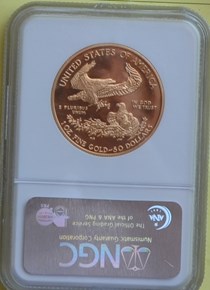 UNITED STATES OF AMERICA
E PLURIBUS
UNUM
IN GOD
WE TRUST
1 OZ. FINE GOLD~50 DOLLARS
NGC
Numismatic Guaranty Corporation
The Official Grading Service
of the ANA & PNG
ANA